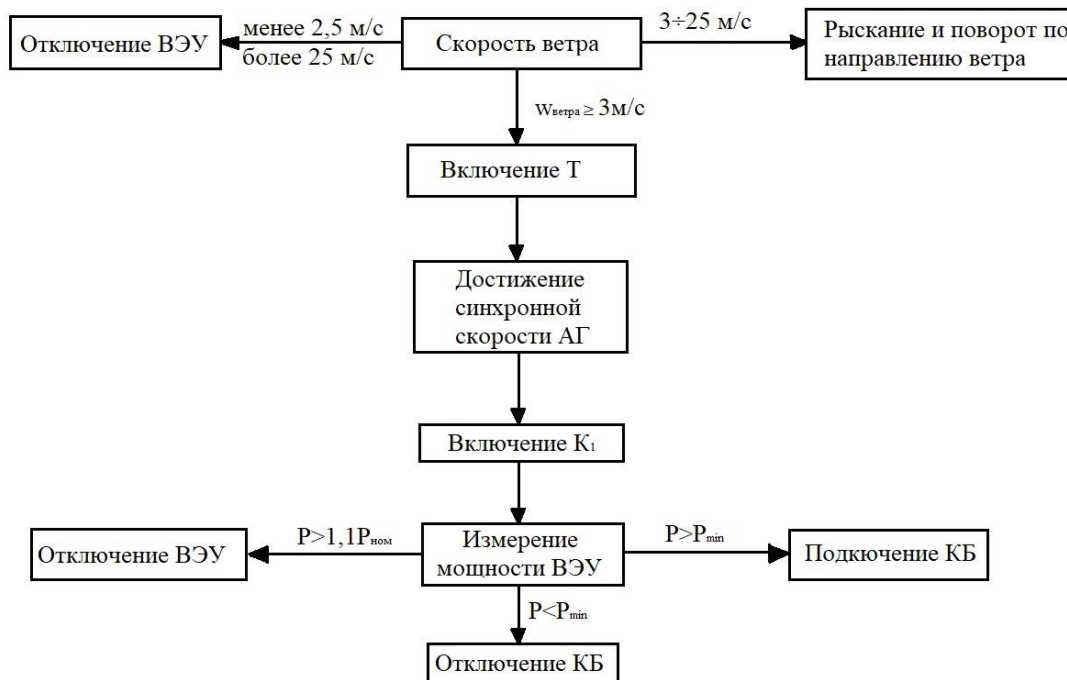 Отключение ВЭУ
менее 2,5 м/с
более 25 м/с
Скорость ветра
3÷25 м/с
Рыскание и поворот по
направлению ветра
wветра ≥ 3м/с
Включение Т
Достижение
синхронной
скорости АГ
Включение К₁
Отключение ВЭУ
P>1,1Pном
Измерение
мощности ВЭУ
P>Pmin
Подкючение КБ
P<Pmin
Отключение КБ